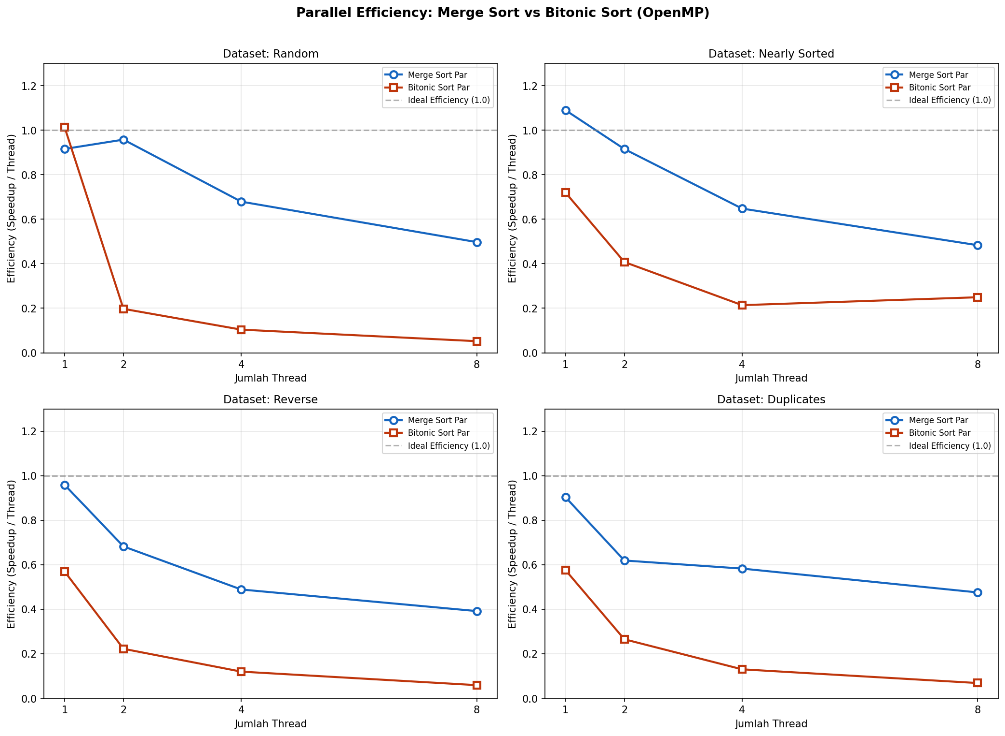 Parallel Efficiency: Merge Sort vs Bitonic Sort (OpenMP)
Dataset: Random
Efficiency (Speedup / Thread)
1.2
1.0
0.8
0.6
0.4
0.2
0.0
Merge Sort Par
Bitonic Sort Par
Ideal Efficiency (1.0)
1 2 4 8
Jumlah Thread
Dataset: Nearly Sorted
Efficiency (Speedup / Thread)
1.2
1.0
0.8
0.6
0.4
0.2
0.0
Merge Sort Par
Bitonic Sort Par
Ideal Efficiency (1.0)
1 2 4 8
Jumlah Thread
Dataset: Reverse
Efficiency (Speedup / Thread)
1.2
1.0
0.8
0.6
0.4
0.2
0.0
Merge Sort Par
Bitonic Sort Par
Ideal Efficiency (1.0)
1 2 4 8
Jumlah Thread
Dataset: Duplicates
Efficiency (Speedup / Thread)
1.2
1.0
0.8
0.6
0.4
0.2
0.0
Merge Sort Par
Bitonic Sort Par
Ideal Efficiency (1.0)
1 2 4 8
Jumlah Thread